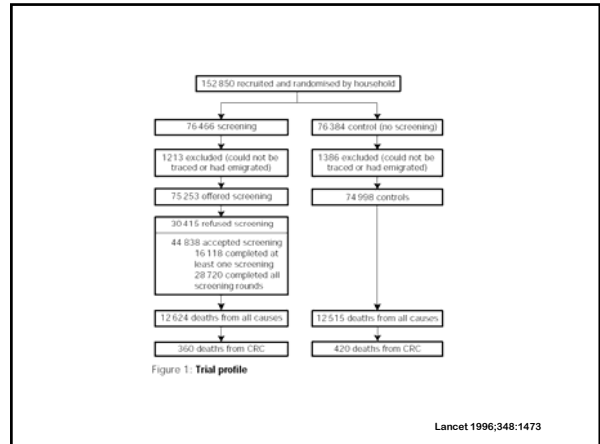 152 850 recruited and randomised by household
76 466 screening
76 384 control (no screening)
1213 excluded (could not be
traced or had emigrated)
1386 excluded (could not be
traced or had emigrated)
75 253 offered screening
74 998 controls
30 415 refused screening
44 838 accepted screening
16 118 completed at
least one screening
28 720 completed all
screening rounds
12 624 deaths from all causes
12 515 deaths from all causes
360 deaths from CRC
420 deaths from CRC
Figure 1: Trial profile
Lancet 1996;348:1473